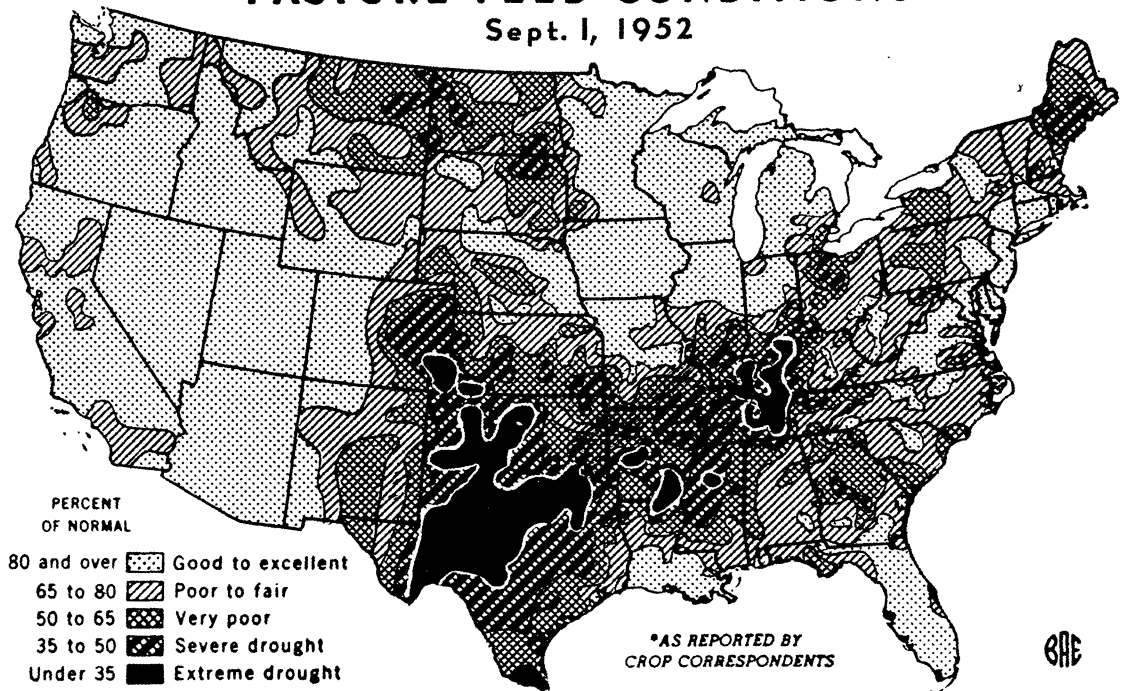 Sept. 1, 1952
PERCENT
OF NORMAL
80 and over Good to excellent
65 to 80 Poor to fair
50 to 65 Very poor
35 to 50 Severe drought
Under 35 Extreme drought
*AS REPORTED BY
CROP CORRESPONDENTS
BAE